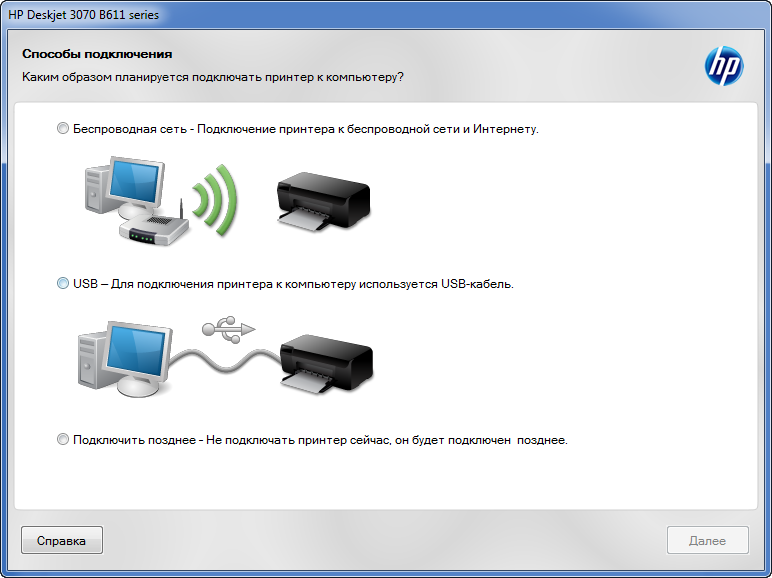 HP Deskjet 3070 B611 series
Способы подключения
Каким образом планируется подключать принтер к компьютеру?
hp
Беспроводная сеть - Подключение принтера к беспроводной сети и Интернету.
USB – Для подключения принтера к компьютеру используется USB-кабель.
Подключить позднее - Не подключать принтер сейчас, он будет подключен  позднее.
Справка
Далее